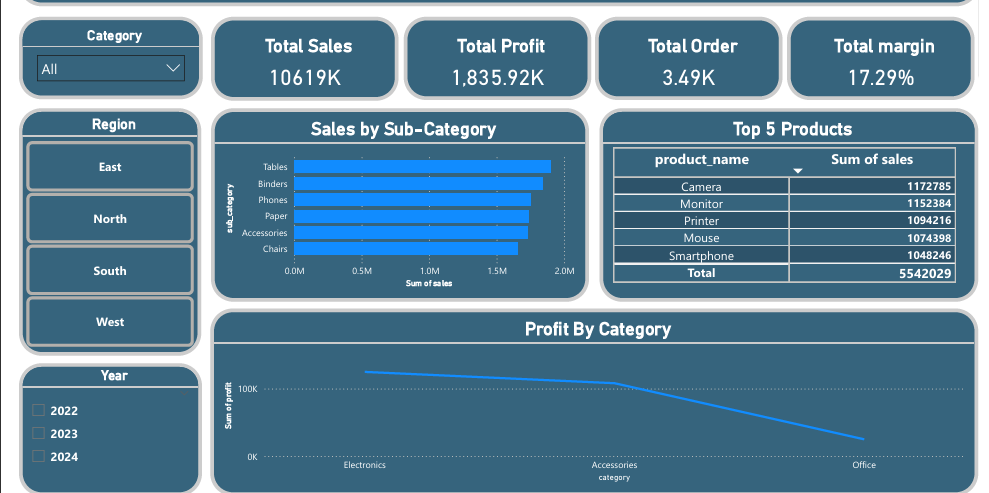 Category
All
Total Sales
10619K
Total Profit
1,835.92K
Total Order
3.49K
Total margin
17.29%
Region
East
North
South
West
Sales by Sub-Category
sub_category
Tables
Binders
Phones
Paper
Accessories
Chairs
0.0M 0.5M 1.0M 1.5M 2.0M
Sum of sales
Top 5 Products
product_name Sum of sales
Camera 1172785
Monitor 1152384
Printer 1094216
Mouse 1074398
Smartphone 1048246
Total 5542029
Year
2022
2023
2024
Profit By Category
Sum of profit
100K
0K
Electronics Accessories Office
category